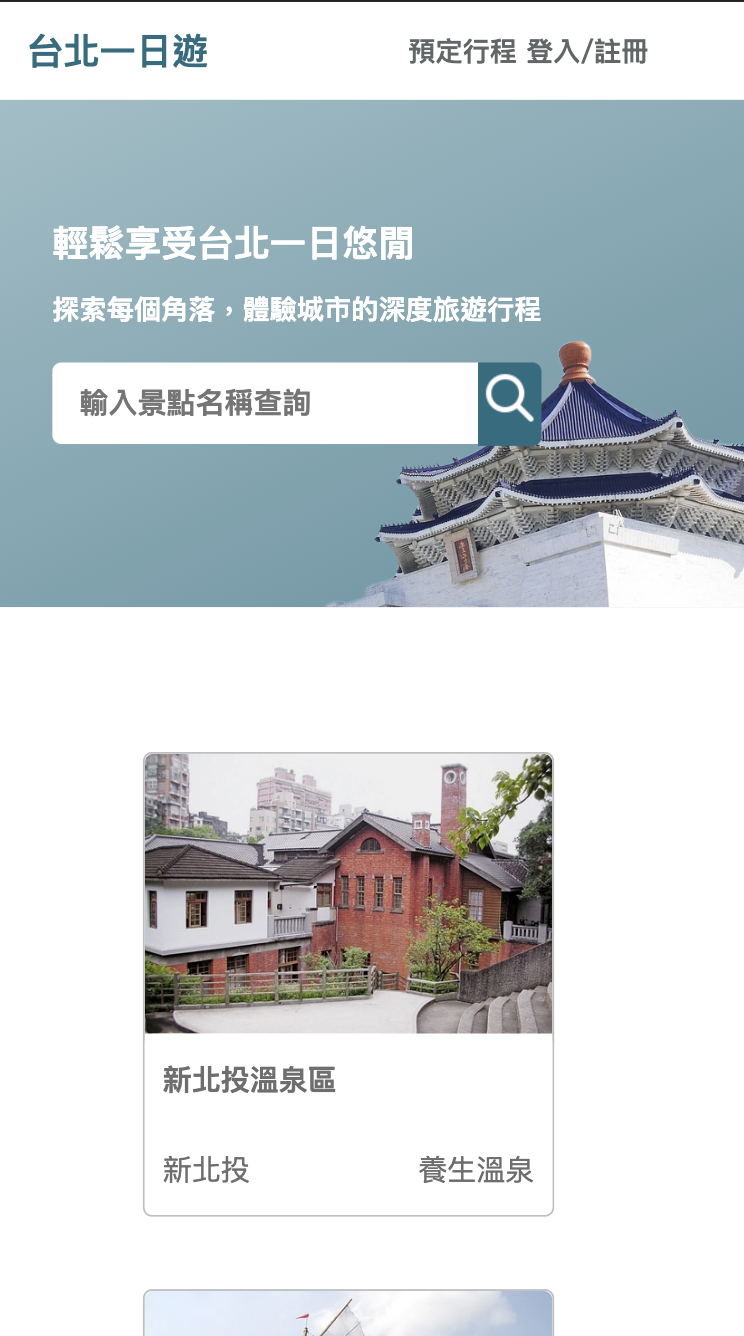 台北一日遊
預定行程 登入/註冊
輕鬆享受台北一日悠閒
探索每個角落，體驗城市的深度旅遊行程
輸入景點名稱查詢
新北投溫泉區
新北投 養生溫泉